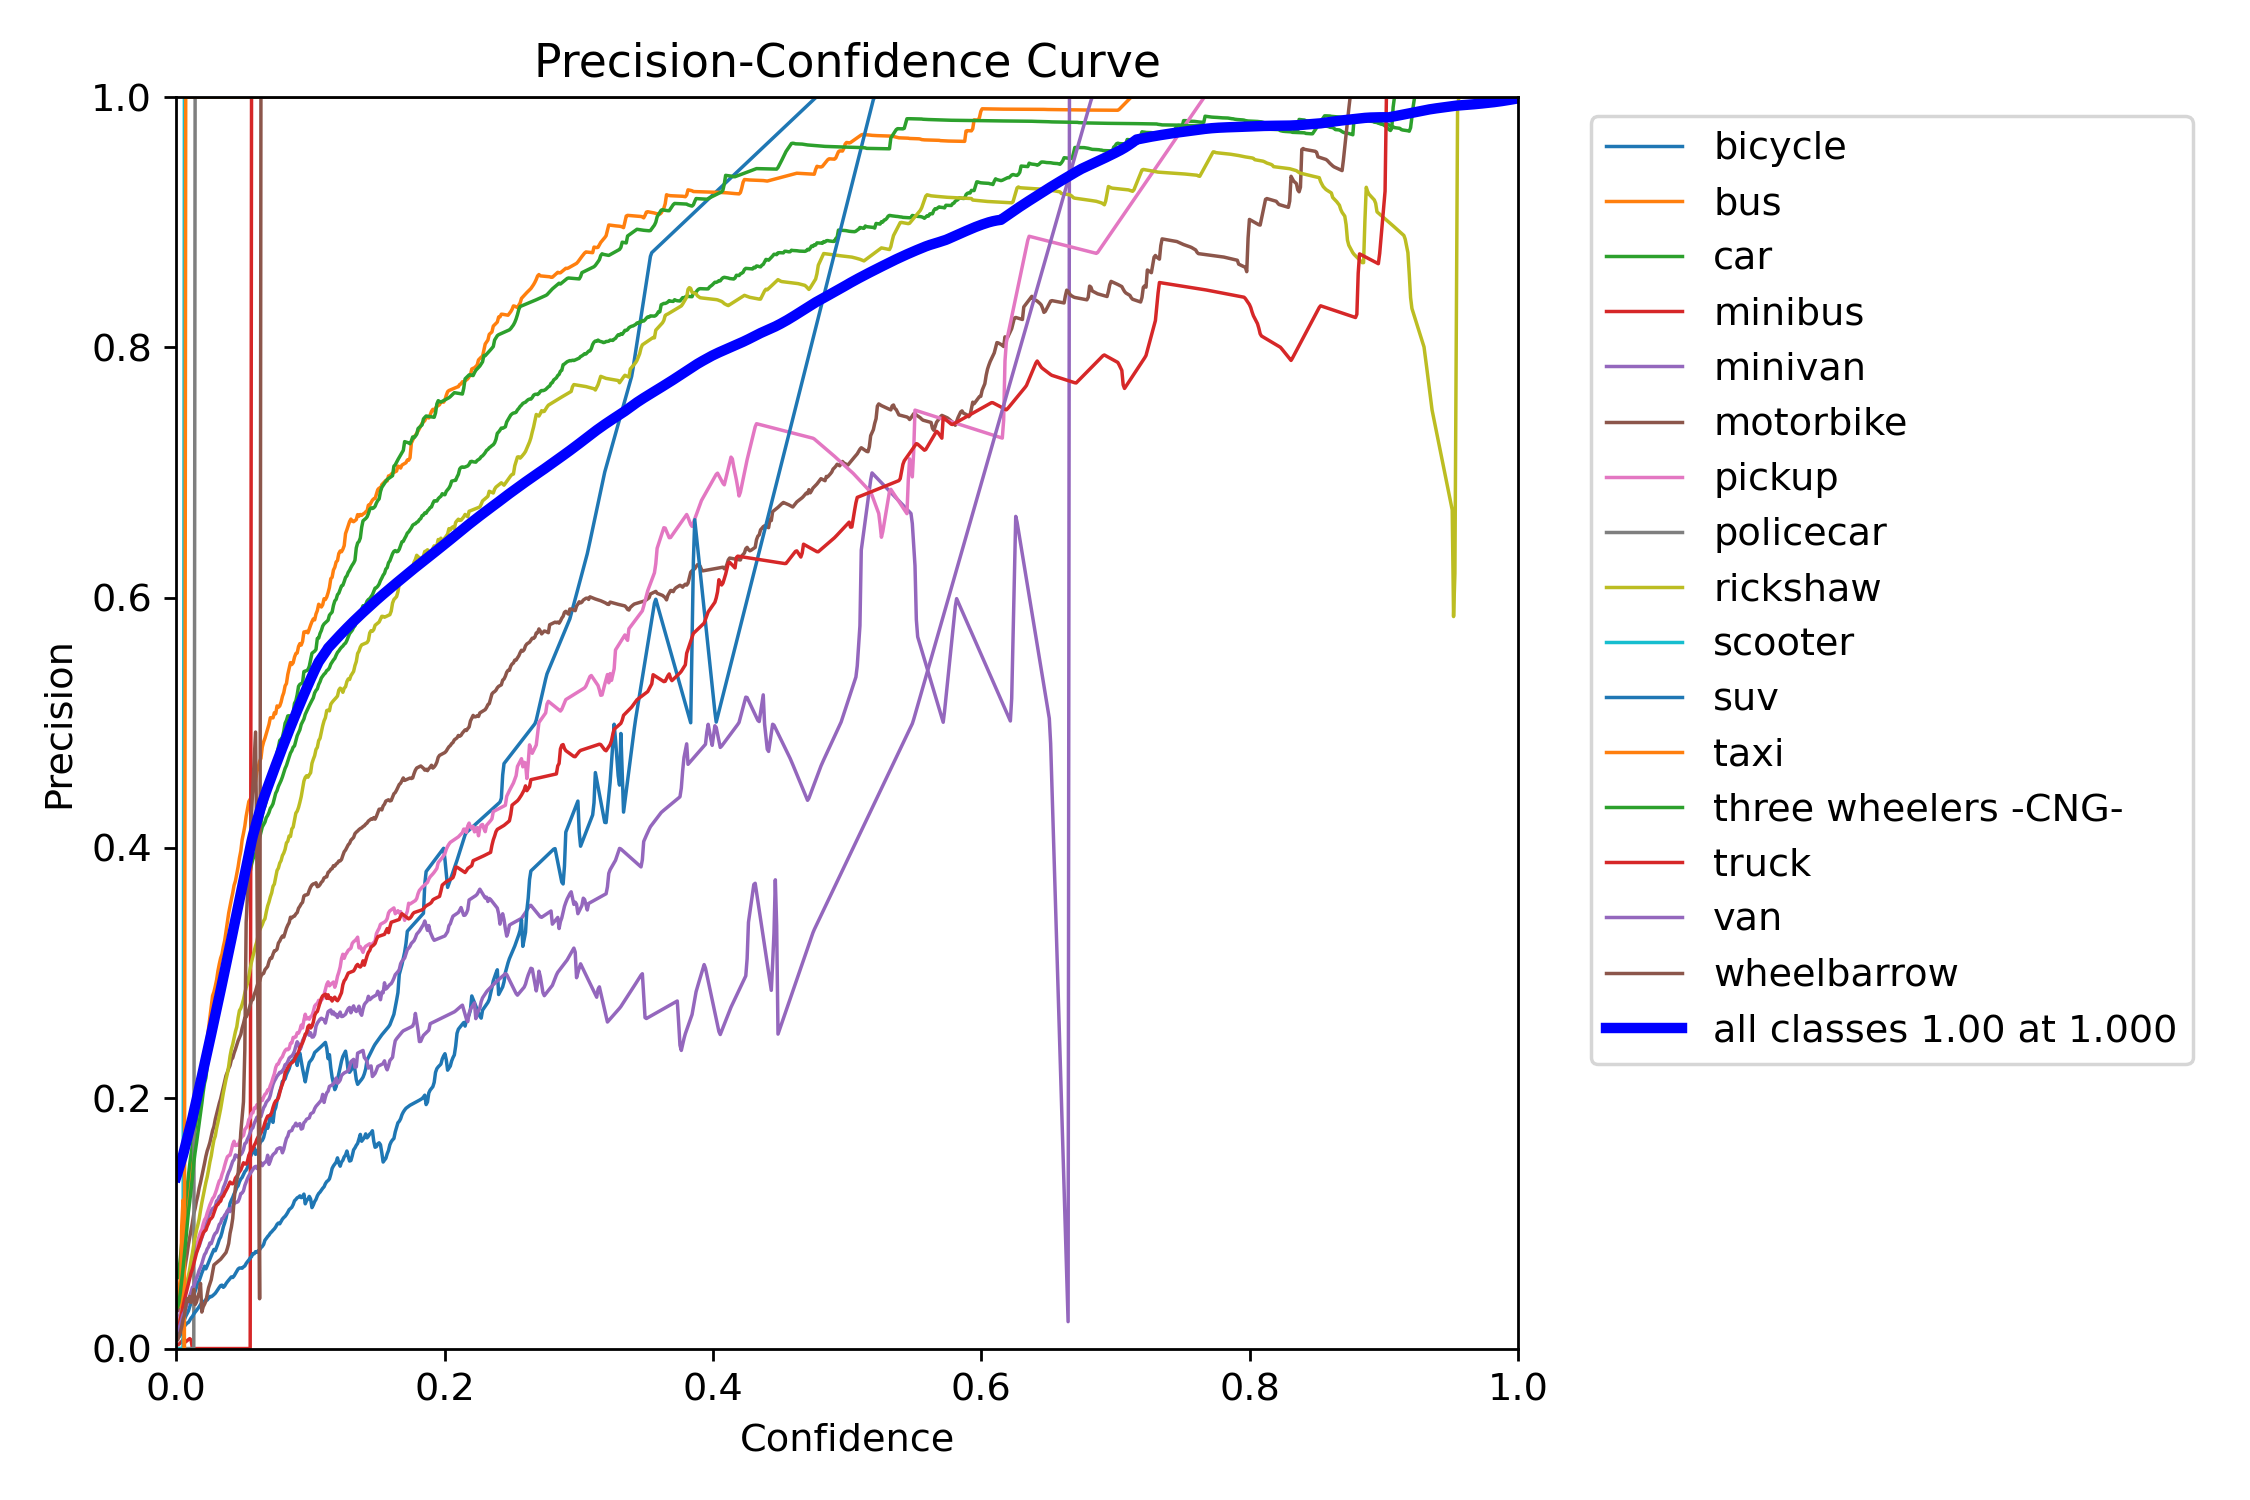 Precision-Confidence Curve
1.0
0.8
0.6
0.4
0.2
0.0
Precision
0.0 0.2 0.4 0.6 0.8 1.0
Confidence
bicycle
bus
car
minibus
minivan
motorbike
pickup
policecar
rickshaw
scooter
suv
taxi
three wheelers -CNG-
truck
van
wheelbarrow
all classes 1.00 at 1.000